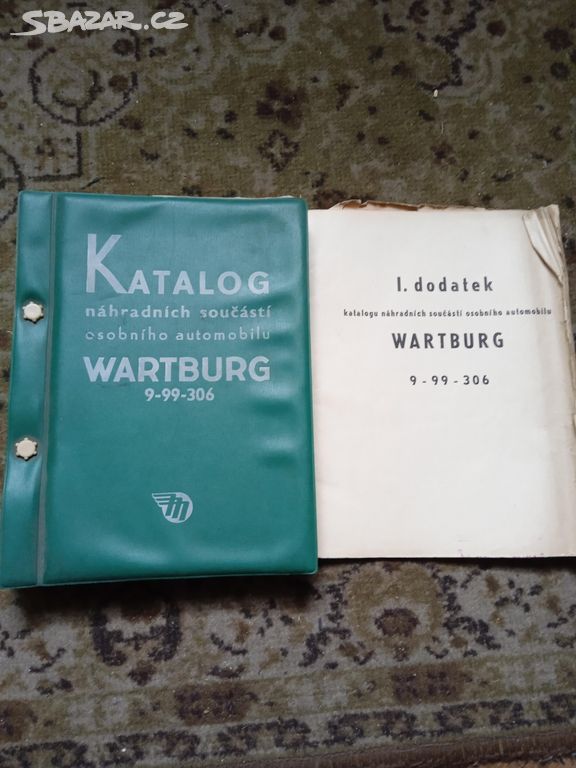 SBAZAR.CZ
KATALOG
náhradních součástí
osobního automobilu
WARTBURG
9-99-306
m
I. dodatek
katalogu náhradních součástí osobního automobilu
WARTBURG
9-99-306